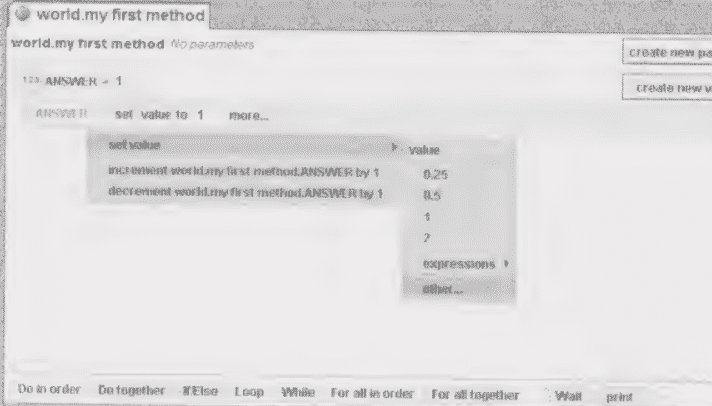 world.my first method
world.my first method No parameters
create new pa
123 ANSWER = 1
create new v
ANSWER set value to 1 more...
set value
value
increment world.my first method.ANSWER by 1
0.25
decrement world.my first method.ANSWER by 1
0.5
1
2
expressions
other...
Do in order Do together If/Else Loop While For all in order For all together Wait print